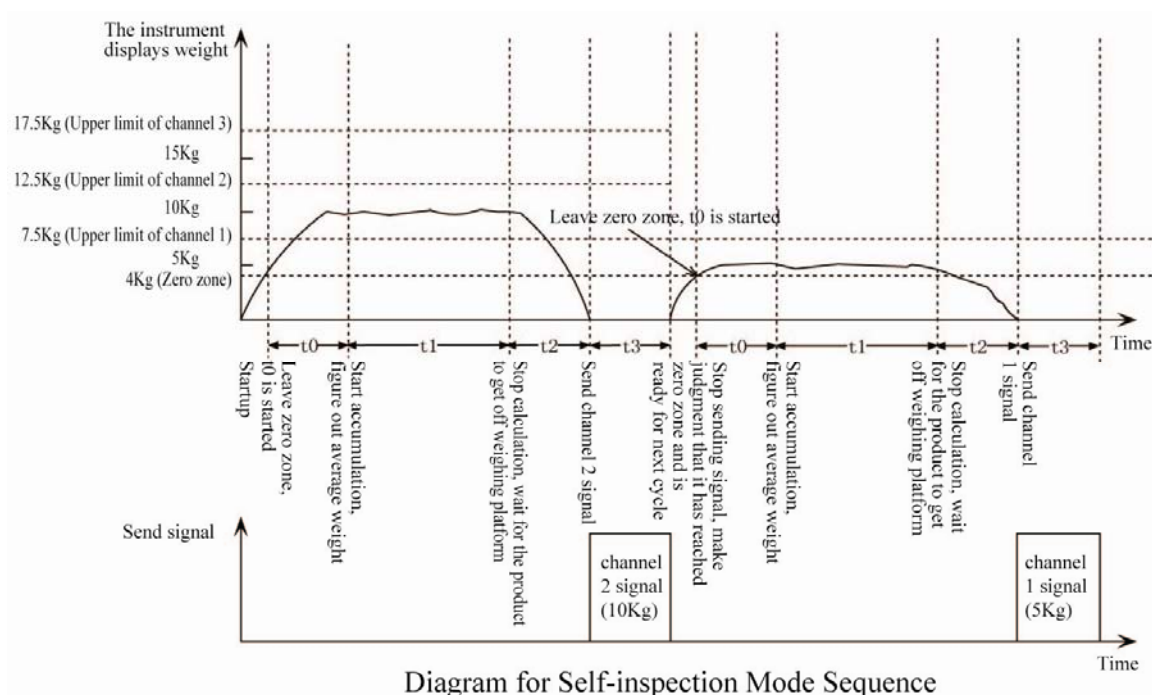 The instrument
displays weight
17.5Kg (Upper limit of channel 3)
15Kg
12.5Kg (Upper limit of channel 2)
10Kg
7.5Kg (Upper limit of channel 1)
5Kg
4Kg (Zero zone)
Leave zero zone, t0 is started
t0
t1
t2
t3
t0
t1
t2
t3
Time
Startup
Leave zero zone,
t0 is started
Start accumulation,
figure out average weight
Stop calculation, wait for the product
to get off weighing platform
Send channel 2 signal
Stop sending signal, make
judgment that it has reached
zero zone and is
ready for next cycle
Start accumulation,
figure out average weight
Stop calculation, wait
for the product to get
off weighing platform
Send channel
1 signal
Send signal
channel
2 signal
(10Kg)
channel
1 signal
(5Kg)
Time
Diagram for Self-inspection Mode Sequence